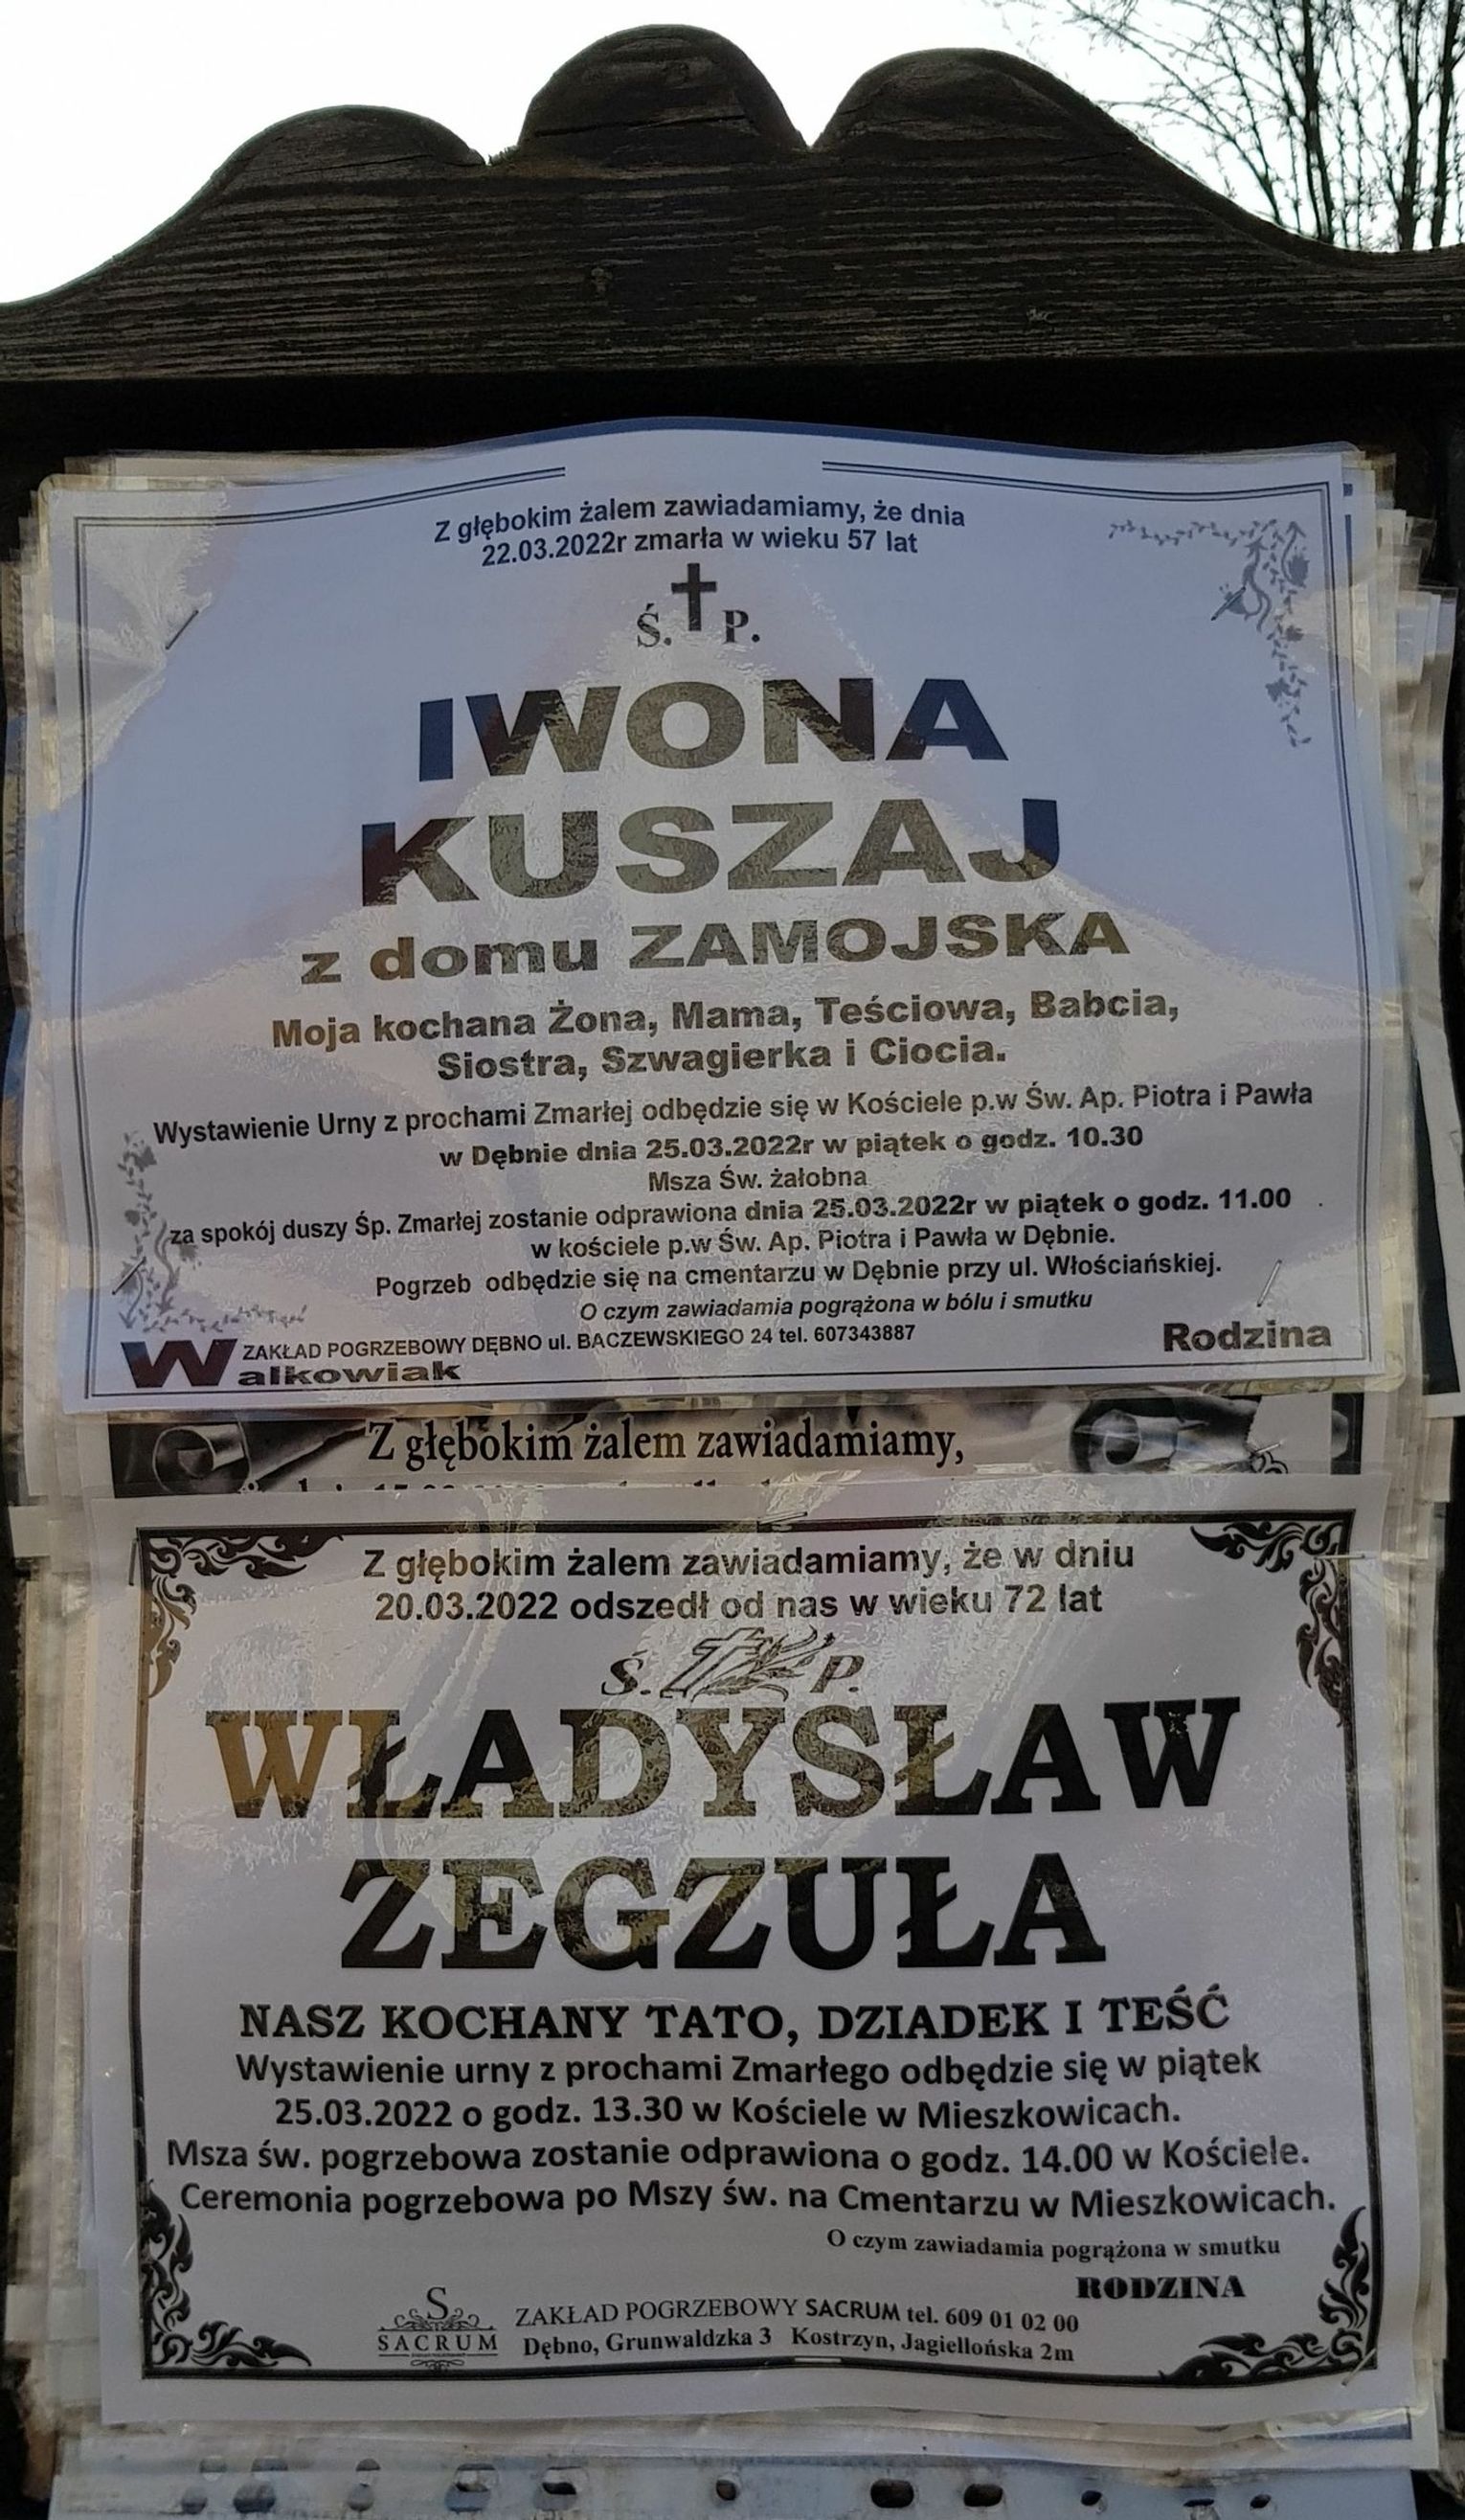 Z głębokim żalem zawiadamiamy, że dnia
22.03.2022r zmarła w wieku 57 lat
Ś. P.
IWONA
KUSZAJ
z domu ZAMOJSKA
Moja kochana Żona, Mama, Teściowa, Babcia,
Siostra, Szwagierka i Ciocia.
Wystawienie Urny z prochami Zmarłej odbędzie się w Kościele p.w Św. Ap. Piotra i Pawła
w Dębnie dnia 25.03.2022r w piątek o godz. 10.30
Msza Św. żałobna
za spokój duszy Śp. Zmarłej zostanie odprawiona dnia 25.03.2022r w piątek o godz. 11.00 .
w kościele p.w Św. Ap. Piotra i Pawła w Dębnie.
Pogrzeb odbędzie się na cmentarzu w Dębnie przy ul. Włościańskiej.
O czym zawiadamia pogrążona w bólu i smutku
Rodzina
ZAKŁAD POGRZEBOWY DĘBNO ul. BACZEWSKIEGO 24 tel. 607343887
Walkowiak
Z głębokim żalem zawiadamiamy,
Z głębokim żalem zawiadamiamy, że w dniu
20.03.2022 odszedł od nas w wieku 72 lat
Ś. P.
WŁADYSŁAW
ZEGZUŁA
NASZ KOCHANY TATO, DZIADEK I TEŚĆ
Wystawienie urny z prochami Zmarłego odbędzie się w piątek
25.03.2022 o godz. 13.30 w Kościele w Mieszkowicach.
Msza św. pogrzebowa zostanie odprawiona o godz. 14.00 w Kościele.
Ceremonia pogrzebowa po Mszy św. na Cmentarzu w Mieszkowicach.
O czym zawiadamia pogrążona w smutku
RODZINA
S
SACRUM
ZAKŁAD POGRZEBOWY SACRUM tel. 609 01 02 00
Dębno, Grunwaldzka 3 Kostrzyn, Jagiellońska 2m